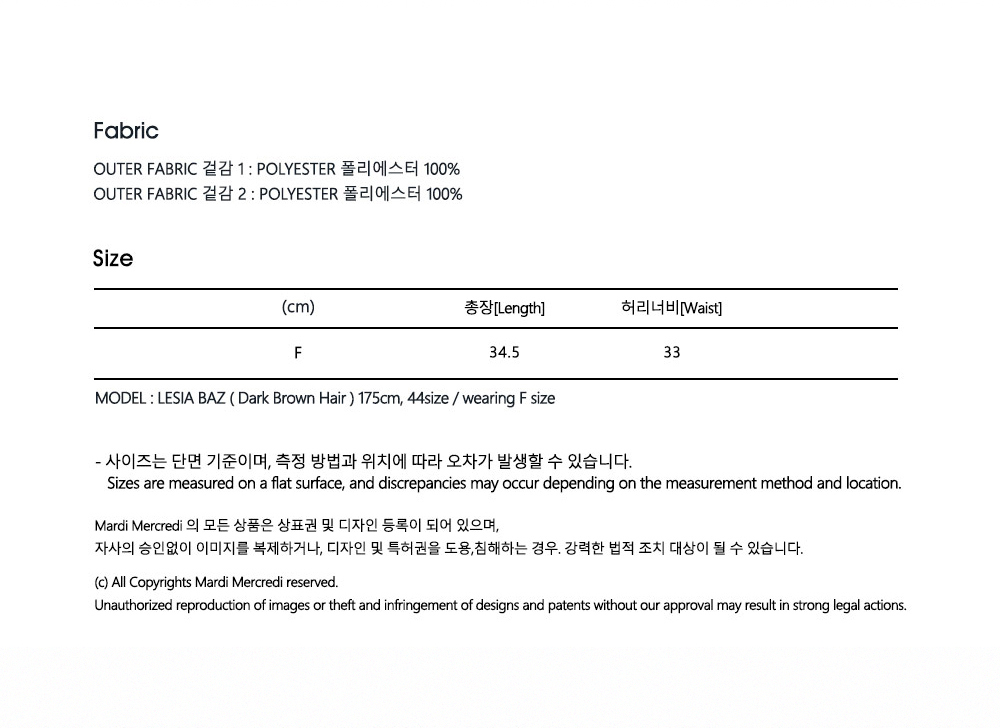 Fabric
OUTER FABRIC 겉감 1 : POLYESTER 폴리에스터 100%
OUTER FABRIC 겉감 2 : POLYESTER 폴리에스터 100%
Size
(cm) 총장[Length] 허리너비[Waist]
F 34.5 33
MODEL : LESIA BAZ ( Dark Brown Hair ) 175cm, 44size / wearing F size
- 사이즈는 단면 기준이며, 측정 방법과 위치에 따라 오차가 발생할 수 있습니다.
Sizes are measured on a flat surface, and discrepancies may occur depending on the measurement method and location.
Mardi Mercredi 의 모든 상품은 상표권 및 디자인 등록이 되어 있으며,
자사의 승인없이 이미지를 복제하거나, 디자인 및 특허권을 도용,침해하는 경우. 강력한 법적 조치 대상이 될 수 있습니다.
(c) All Copyrights Mardi Mercredi reserved.
Unauthorized reproduction of images or theft and infringement of designs and patents without our approval may result in strong legal actions.